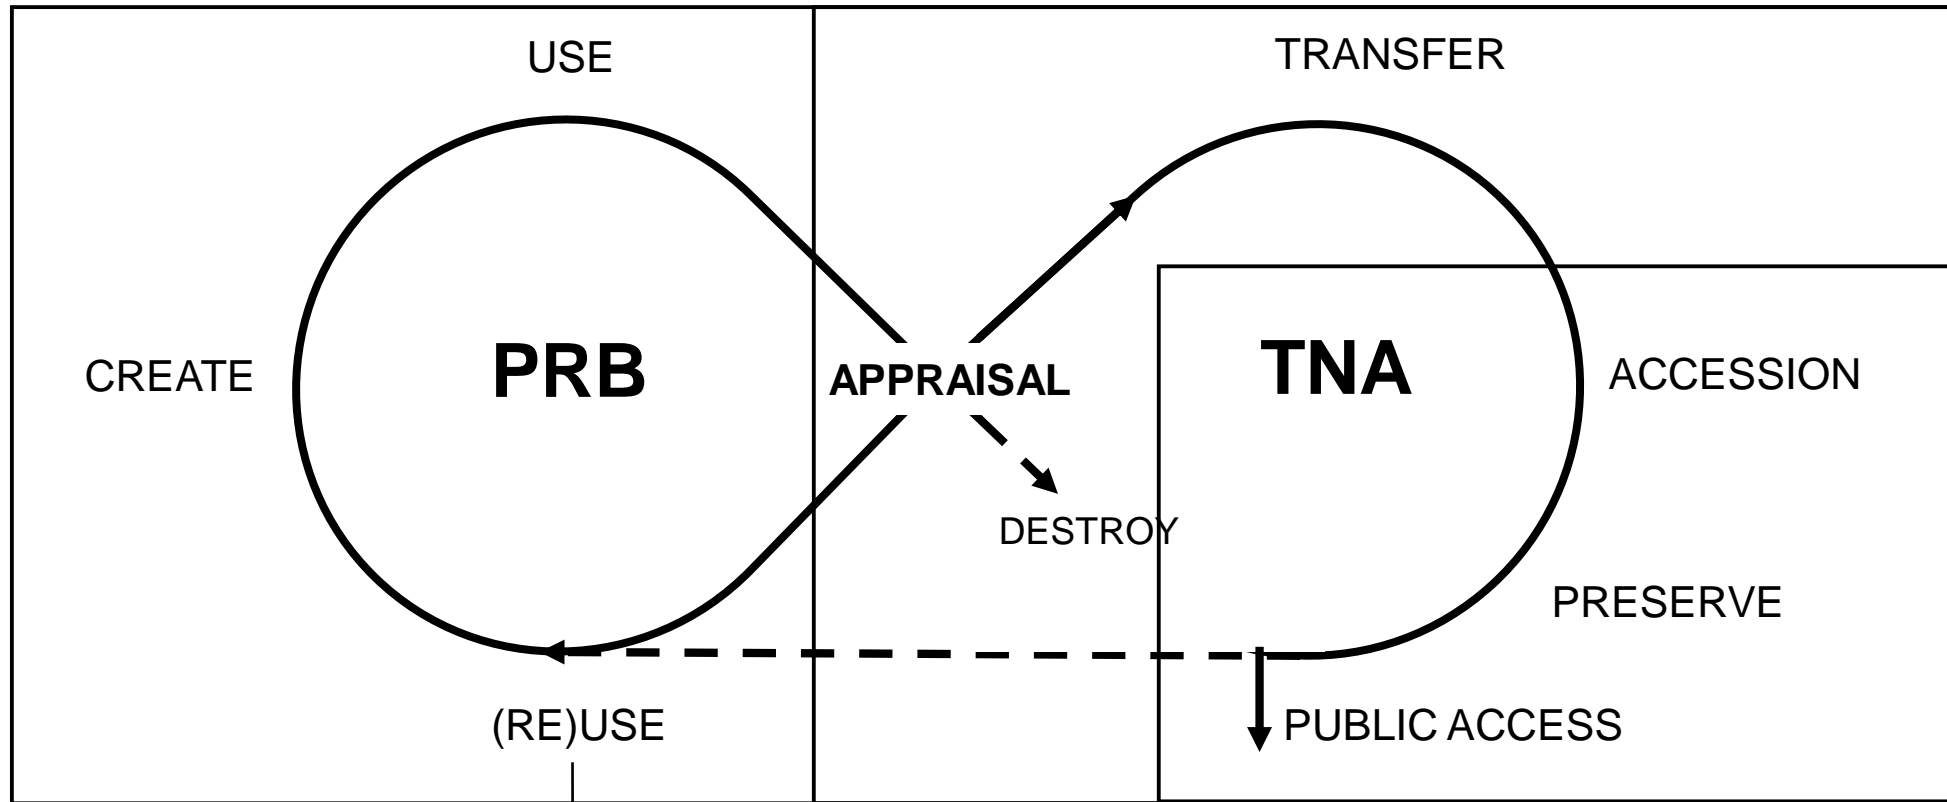 USE
TRANSFER
CREATE
PRB
APPRAISAL
TNA
ACCESSION
DESTROY
PRESERVE
(RE)USE
PUBLIC ACCESS